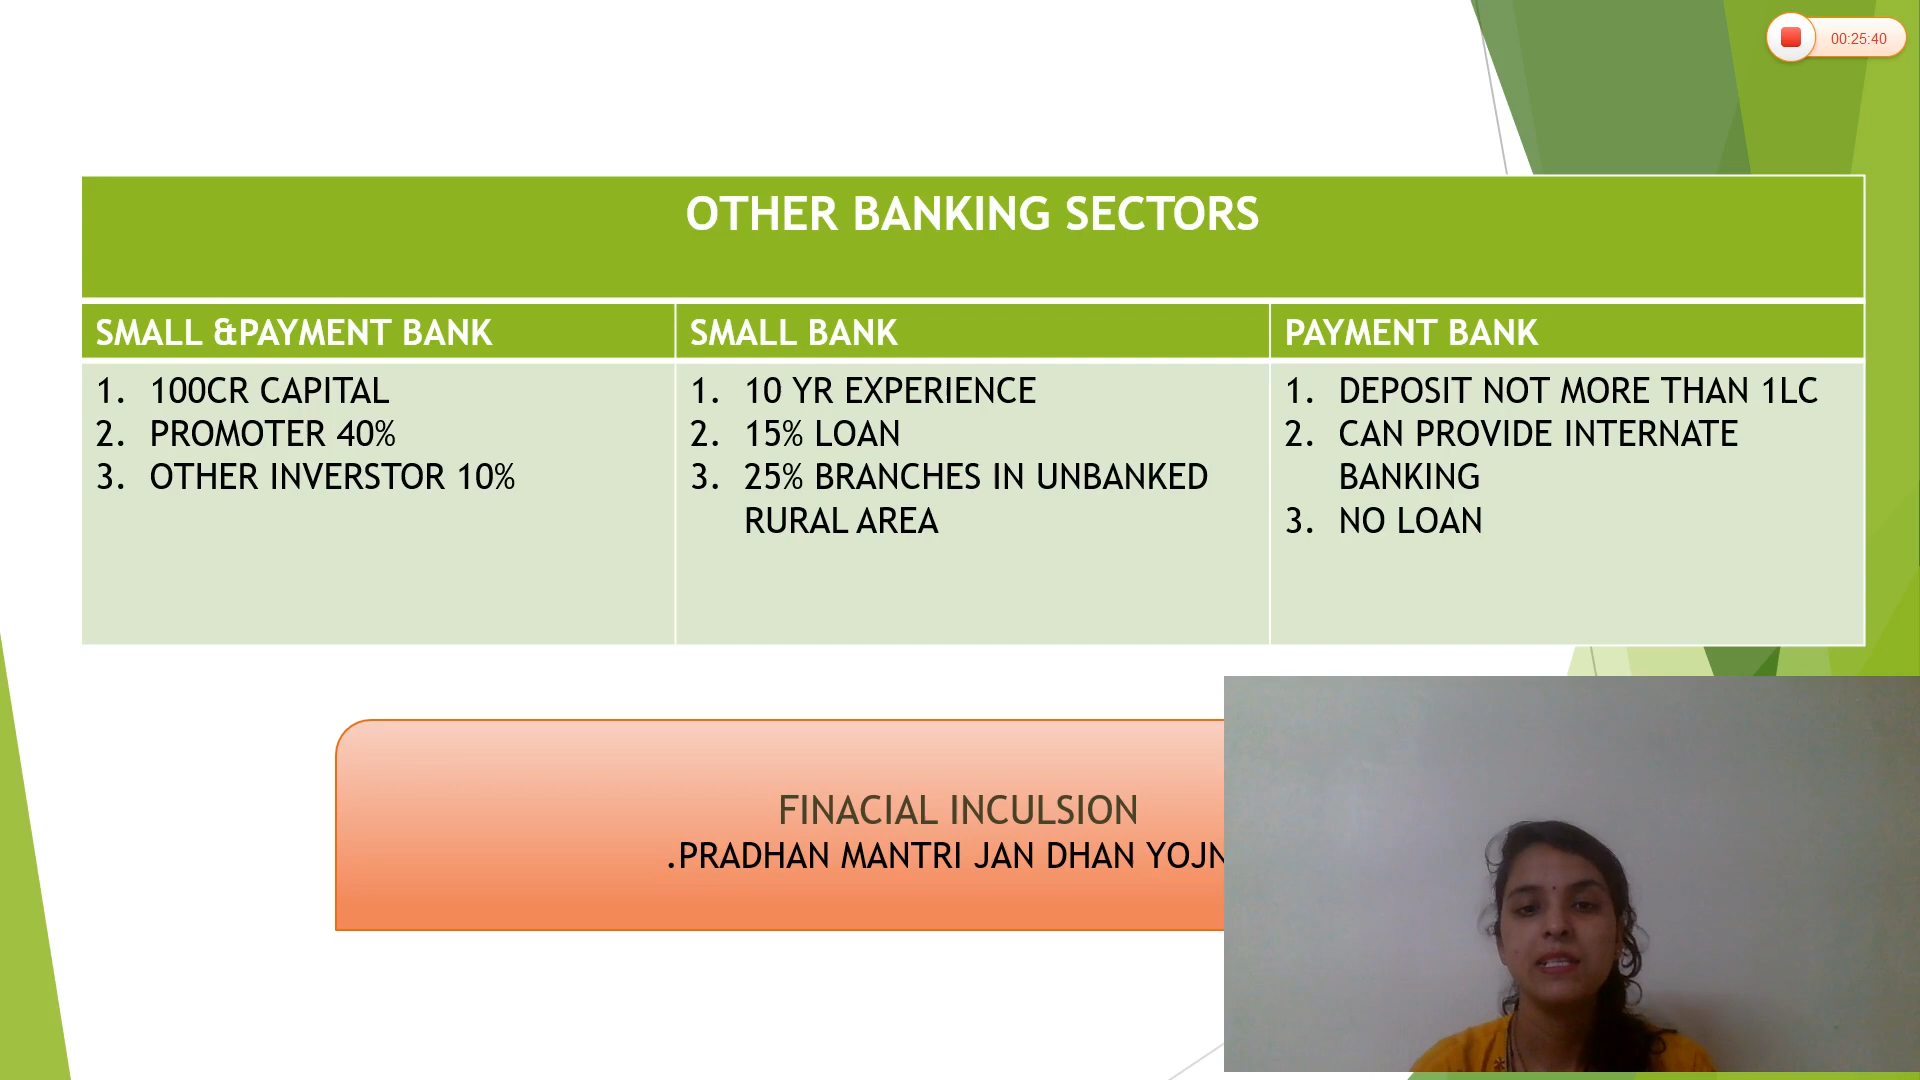 00:25:40
OTHER BANKING SECTORS
SMALL &PAYMENT BANK
SMALL BANK
PAYMENT BANK
1. 100CR CAPITAL
2. PROMOTER 40%
3. OTHER INVERSTOR 10%
1. 10 YR EXPERIENCE
2. 15% LOAN
3. 25% BRANCHES IN UNBANKED
RURAL AREA
1. DEPOSIT NOT MORE THAN 1LC
2. CAN PROVIDE INTERNATE
BANKING
3. NO LOAN
FINACIAL INCULSION
.PRADHAN MANTRI JAN DHAN